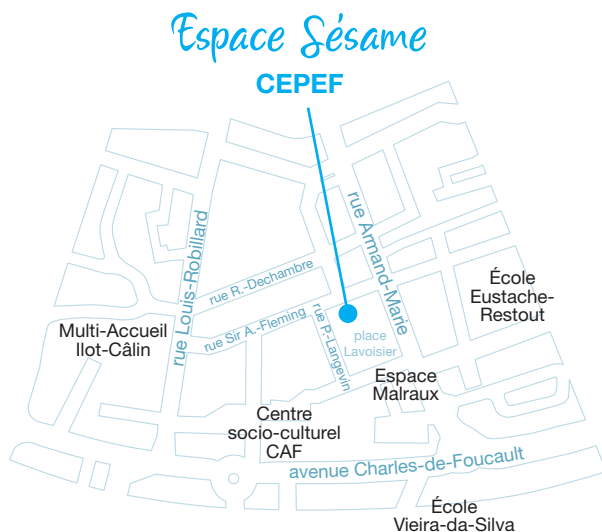 Espace Sésame
CEPEF
rue Armand-Marie
rue Louis-Robillard
rue R.-Dechambre
École
Eustache-
Restout
rue Sir A.-Fleming
rue P.-Langevin
Multi-Accueil
Ilot-Câlin
place
Lavoisier
Espace
Malraux
Centre
socio-culturel
CAF
avenue Charles-de-Foucault
École
Vieira-da-Silva